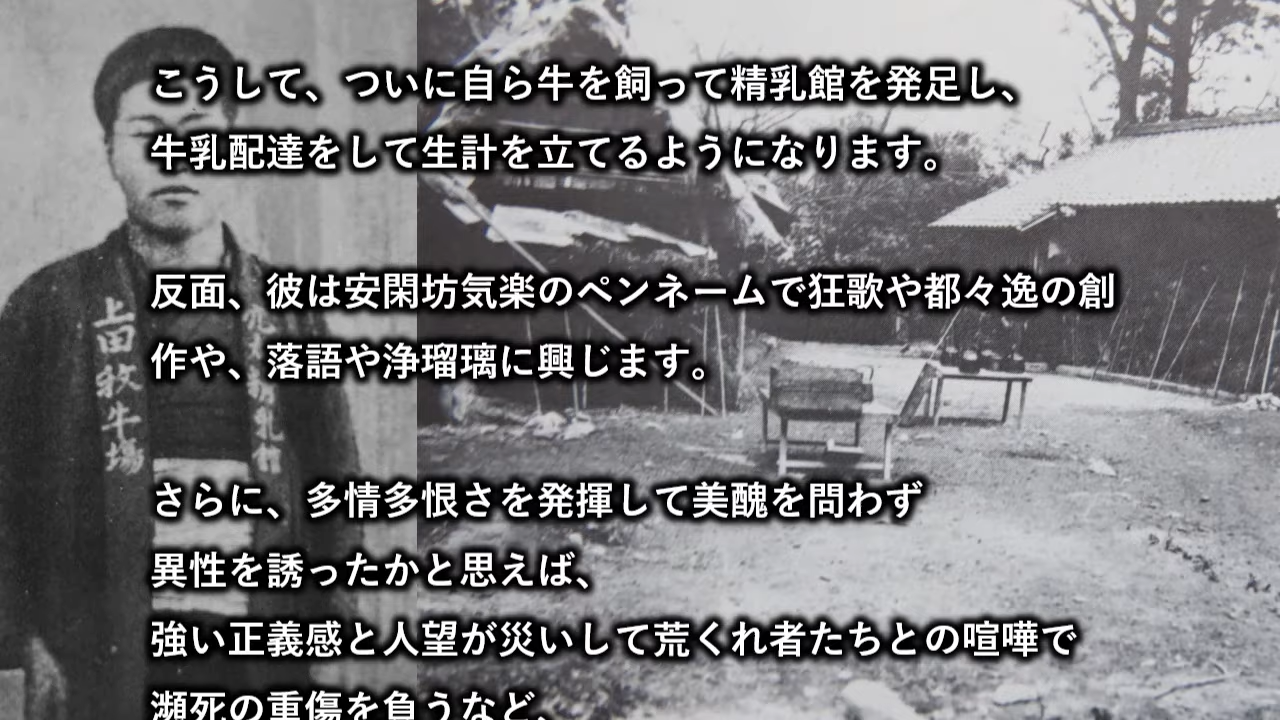 こうして、ついに自ら牛を飼って精乳館を発足し、
牛乳配達をして生計を立てるようになります。
反面、彼は安閑坊気楽のペンネームで狂歌や都々逸の創
作や、落語や浄瑠璃に興じます。
さらに、多情多恨さを発揮して美醜を問わず
異性を誘ったかと思えば、
強い正義感と人望が災いして荒くれ者たちとの喧嘩で
瀕死の重傷を負うなど、
上田牧牛場